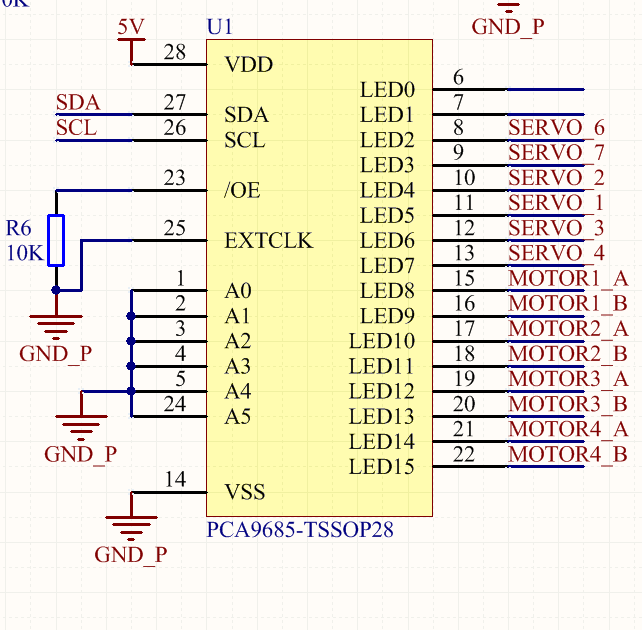 0K
GND_P
5V
U1
28
VDD
SDA
27
SDA
SCL
26
SCL
23
/OE
R6
10K
25
EXTCLK
GND_P
1
A0
2
A1
3
A2
4
A3
5
A4
24
A5
GND_P
14
VSS
GND_P
LED0
6
LED1
7
LED2
8
SERVO_6
LED3
9
SERVO_7
LED4
10
SERVO_2
LED5
11
SERVO_1
LED6
12
SERVO_3
LED7
13
SERVO_4
LED8
15
MOTOR1_A
LED9
16
MOTOR1_B
LED10
17
MOTOR2_A
LED11
18
MOTOR2_B
LED12
19
MOTOR3_A
LED13
20
MOTOR3_B
LED14
21
MOTOR4_A
LED15
22
MOTOR4_B
PCA9685-TSSOP28